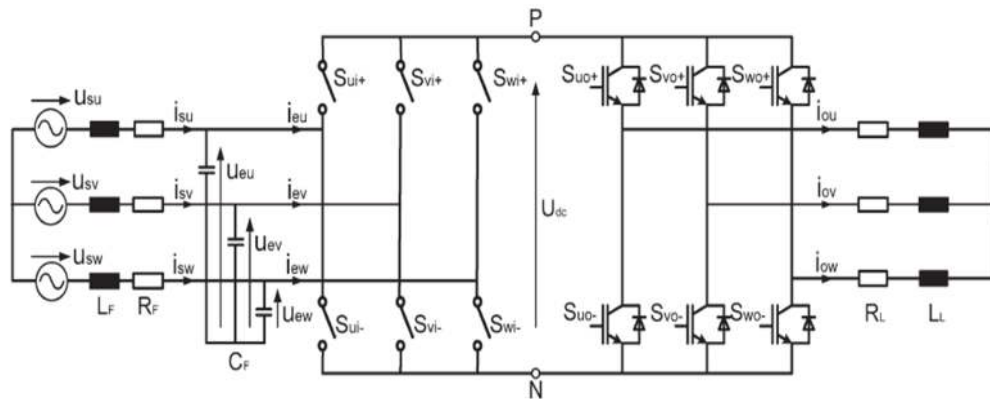 P
Sui+
Svi+
Swi+
Suo+
Svo+
Swo+
usu
isu
ieu
iou
ueu
usv
isv
iev
iov
uev
Udc
usw
isw
iew
iow
uew
LF
RF
CF
Sui-
Svi-
Swi-
Suo-
Svo-
Swo-
RL
LL
N